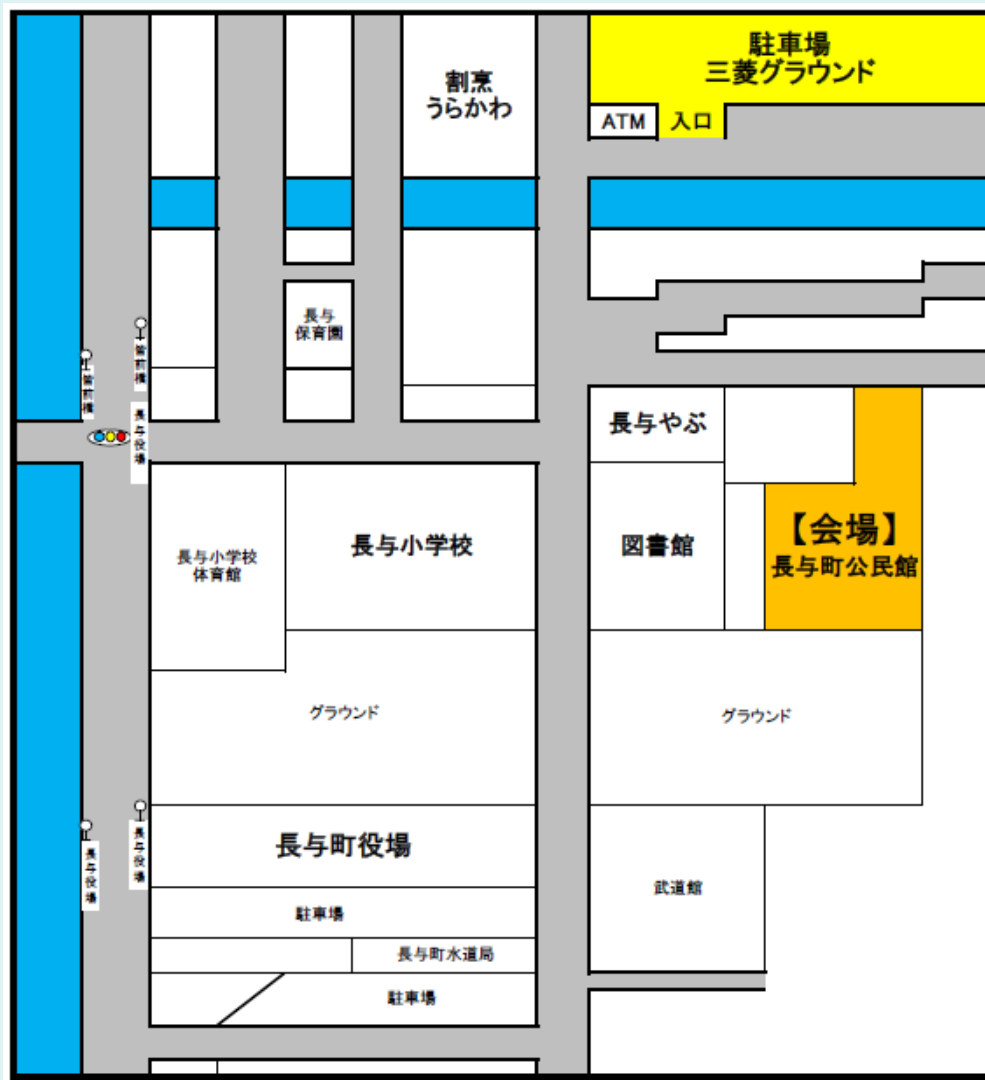 駐車場
三菱グラウンド
割烹
うらかわ
ATM
入口
長与
保育園
菅前橋
菅前橋
長与役場
長与やぶ
長与小学校
体育館
長与小学校
図書館
【会場】
長与町公民館
グラウンド
グラウンド
長与役場
長与役場
長与町役場
武道館
駐車場
長与町水道局
駐車場